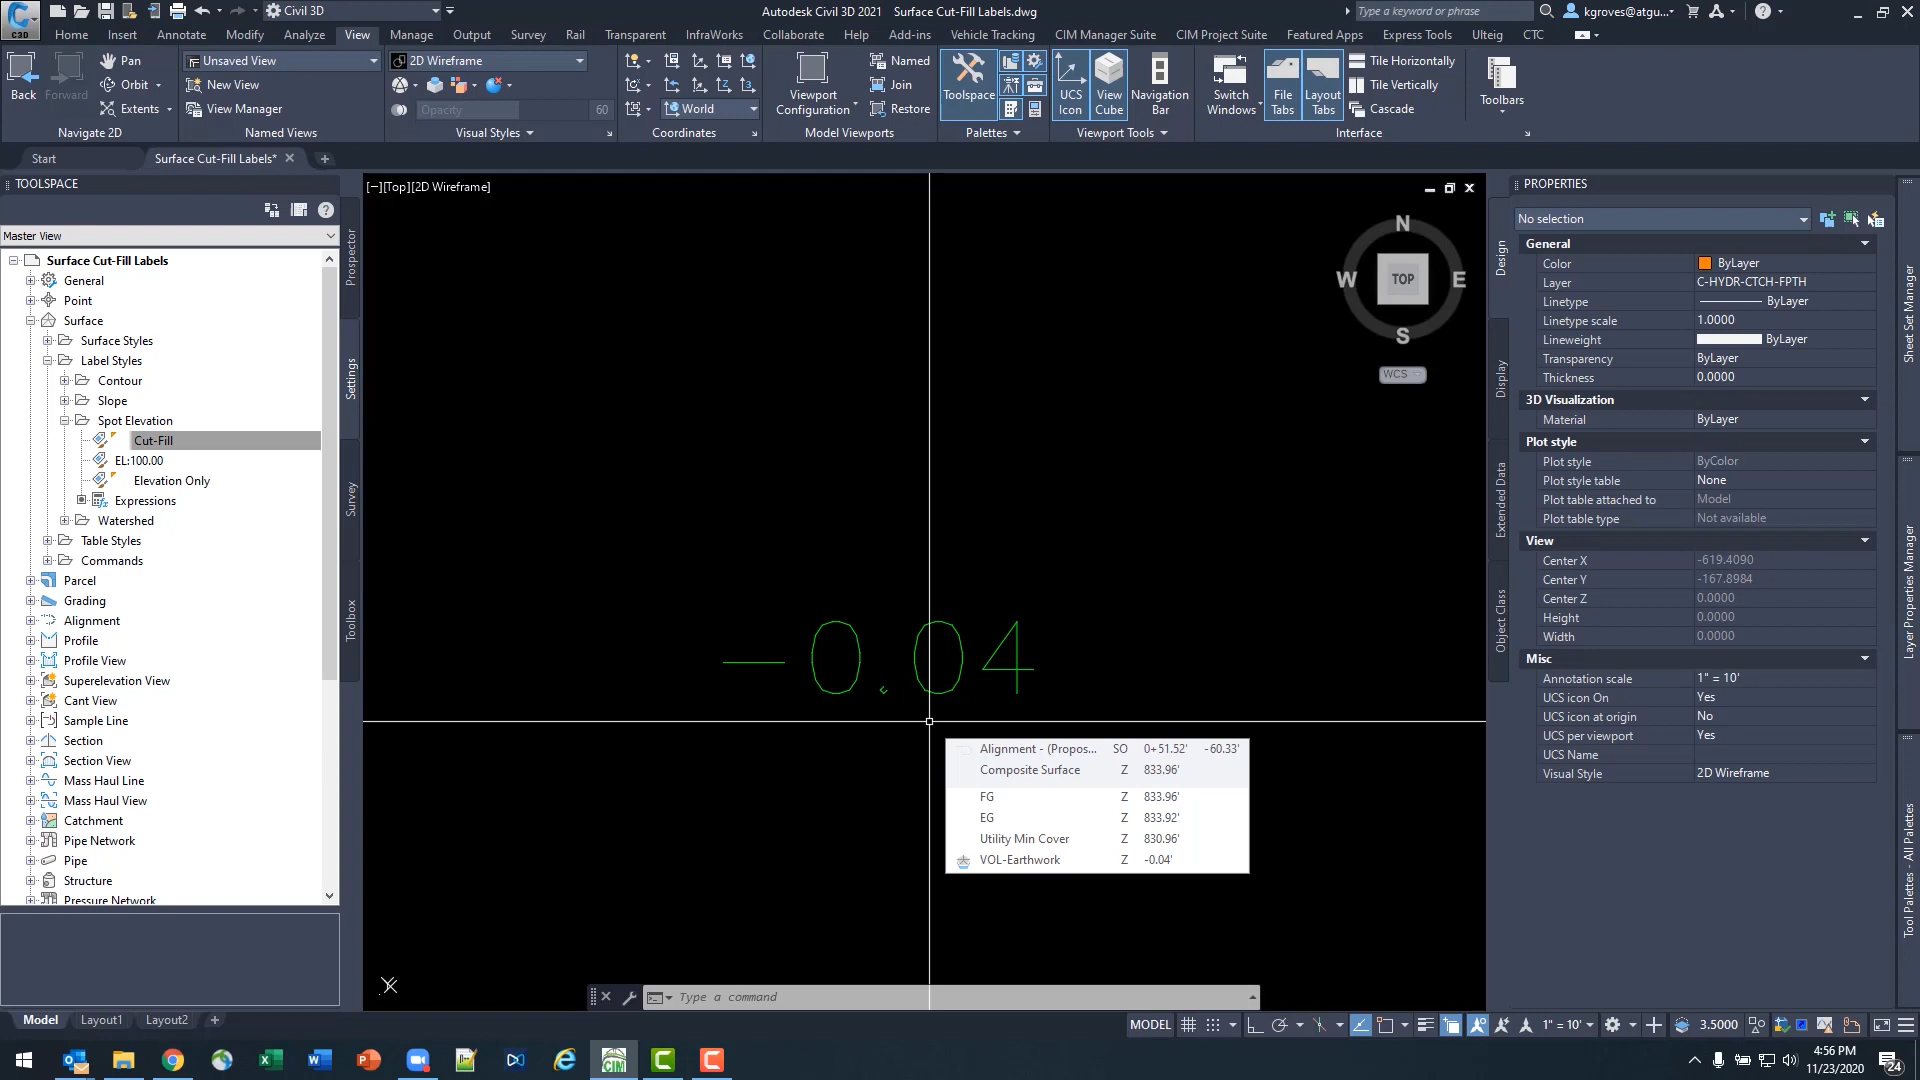 C3D
Civil 3D
Autodesk Civil 3D 2021 Surface Cut-Fill Labels.dwg
Type a keyword or phrase
kgroves@atgu...
Home Insert Annotate Modify Analyze View Manage Output Survey Rail Transparent InfraWorks Collaborate Help Add-ins Vehicle Tracking CIM Manager Suite CIM Project Suite Featured Apps Express Tools Ulteig CTC
Back
Forward
Pan
Orbit
Extents
Navigate 2D
Unsaved View
New View
View Manager
Named Views
2D Wireframe
Opacity 60
Visual Styles
World
Coordinates
Viewport
Configuration
Named
Join
Restore
Model Viewports
Toolspace
Palettes
UCS
Icon
View
Cube
Navigation
Bar
Viewport Tools
Switch
Windows
File
Tabs
Layout
Tabs
Tile Horizontally
Tile Vertically
Cascade
Interface
Toolbars
Start
Surface Cut-Fill Labels*
TOOLSPACE
Master View
Surface Cut-Fill Labels
General
Point
Surface
Surface Styles
Label Styles
Contour
Slope
Spot Elevation
Cut-Fill
EL:100.00
Elevation Only
Expressions
Watershed
Table Styles
Commands
Parcel
Grading
Alignment
Profile
Profile View
Superelevation View
Cant View
Sample Line
Section
Section View
Mass Haul Line
Mass Haul View
Catchment
Pipe Network
Pipe
Structure
Pressure Network
Prospector
Settings
Survey
Toolbox
[−][Top][2D Wireframe]
N
W TOP E
S
WCS
-0.04
Alignment - (Propos... SO 0+51.52' -60.33'
Composite Surface Z 833.96'
FG Z 833.96'
EG Z 833.92'
Utility Min Cover Z 830.96'
VOL-Earthwork Z -0.04'
Type a command
PROPERTIES
No selection
General
Color ByLayer
Layer C-HYDR-CTCH-FPTH
Linetype ByLayer
Linetype scale 1.0000
Lineweight ByLayer
Transparency ByLayer
Thickness 0.0000
3D Visualization
Material ByLayer
Plot style
Plot style ByColor
Plot style table None
Plot table attached to Model
Plot table type Not available
View
Center X -619.4090
Center Y -167.8984
Center Z 0.0000
Height 0.0000
Width 0.0000
Misc
Annotation scale 1" = 10'
UCS icon On Yes
UCS icon at origin No
UCS per viewport Yes
UCS Name
Visual Style 2D Wireframe
Design
Display
Extended Data
Object Class
Sheet Set Manager
Layer Properties Manager
Tool Palettes - All Palettes
Model Layout1 Layout2
MODEL
1" = 10'
3.5000
CIM
4:56 PM
11/23/2020
24